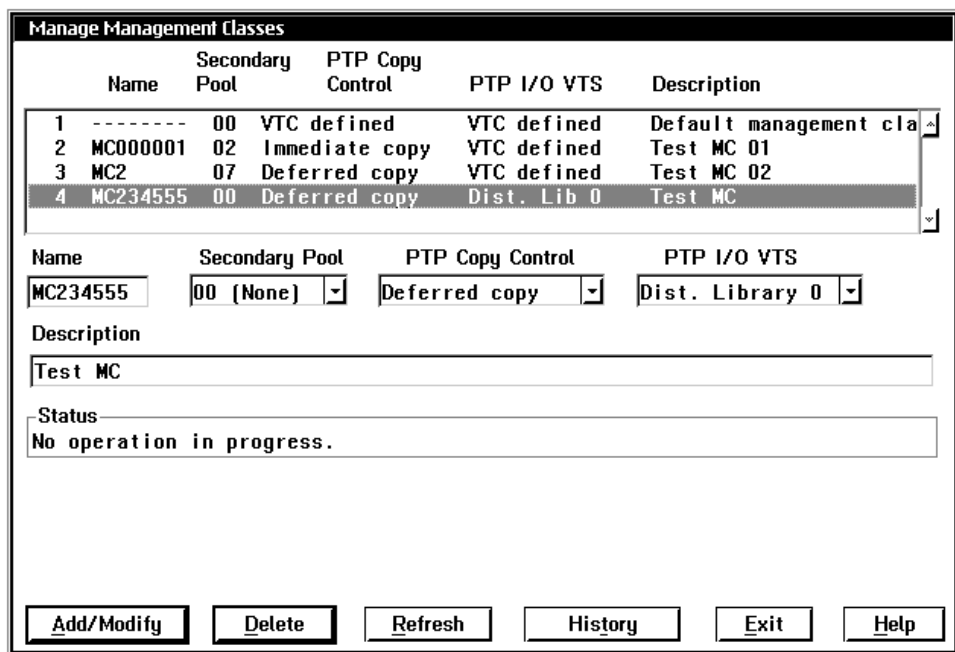 Manage Management Classes
Secondary PTP Copy
Name Pool Control PTP I/O VTS Description
1 -------- 00 VTC defined VTC defined Default management cla
2 MC000001 02 Immediate copy VTC defined Test MC 01
3 MC2 07 Deferred copy VTC defined Test MC 02
4 MC234555 00 Deferred copy Dist. Lib 0 Test MC
Name Secondary Pool PTP Copy Control PTP I/O VTS
MC234555 00 (None) Deferred copy Dist. Library 0
Description
Test MC
Status
No operation in progress.
Add/Modify Delete Refresh History Exit Help